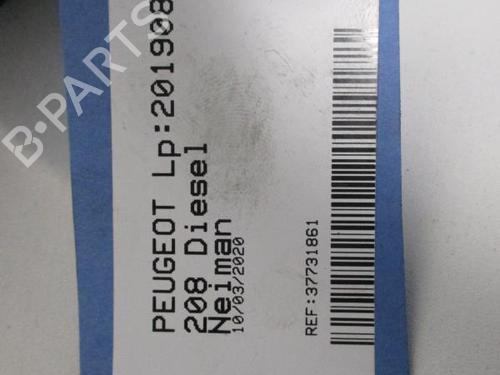 PEUGEOT Lp:201908
208 Diesel
Neiman
10/03/2020
REF:37731861
B-PARTS